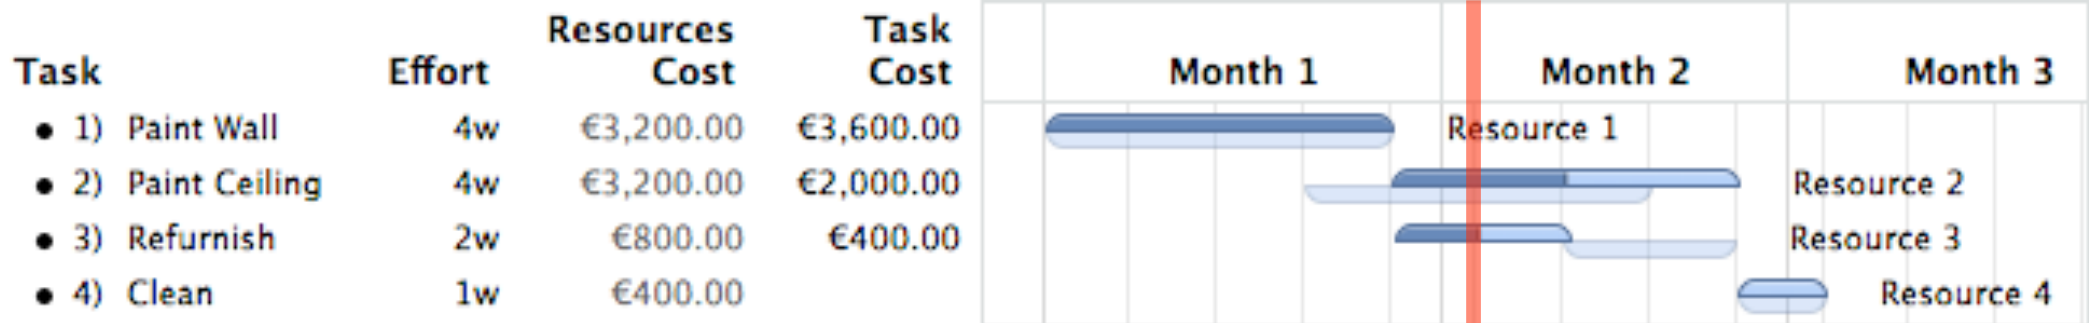 Resources Task
Task Effort Cost Cost Month 1 Month 2 Month 3
• 1) Paint Wall 4w €3,200.00 €3,600.00 Resource 1
• 2) Paint Ceiling 4w €3,200.00 €2,000.00 Resource 2
• 3) Refurnish 2w €800.00 €400.00 Resource 3
• 4) Clean 1w €400.00 Resource 4